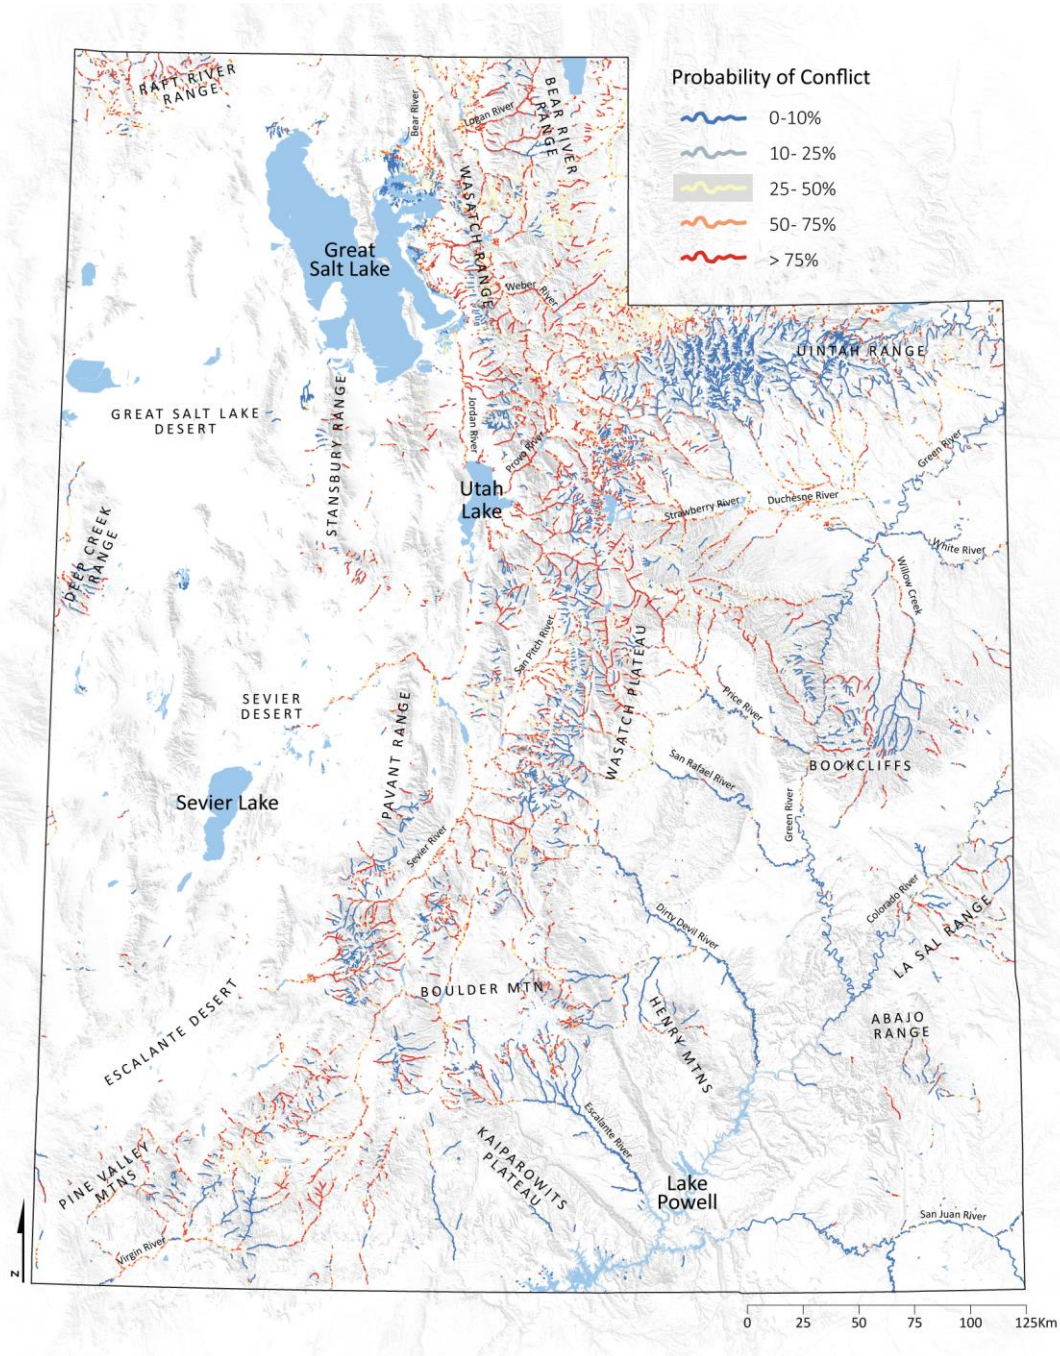 Probability of Conflict
0-10%
10- 25%
25- 50%
50- 75%
> 75%
RAFT RIVER
RANGE
Bear River
Logan River
BEAR RIVER
RANGE
WASATCH RANGE
Great
Salt Lake
Weber River
UINTAH RANGE
GREAT SALT LAKE
DESERT
STANSBURY RANGE
Jordan River
Provo River
Green River
Utah
Lake
Strawberry River
Duchesne River
DEEP CREEK
RANGE
White River
Willow Creek
San Pitch River
WASATCH PLATEAU
SEVIER
DESERT
PAVANT RANGE
Price River
San Rafael River
BOOKCLIFFS
Sevier Lake
Green River
Sevier River
Colorado River
Dirty Devil River
LA SAL RANGE
BOULDER MTN
ESCALANTE DESERT
HENRY MTNS
ABAJO
RANGE
Escalante River
KAIPAROWITS
PLATEAU
PINE VALLEY
MTNS
Lake
Powell
San Juan River
Virgin River
N
0 25 50 75 100 125Km